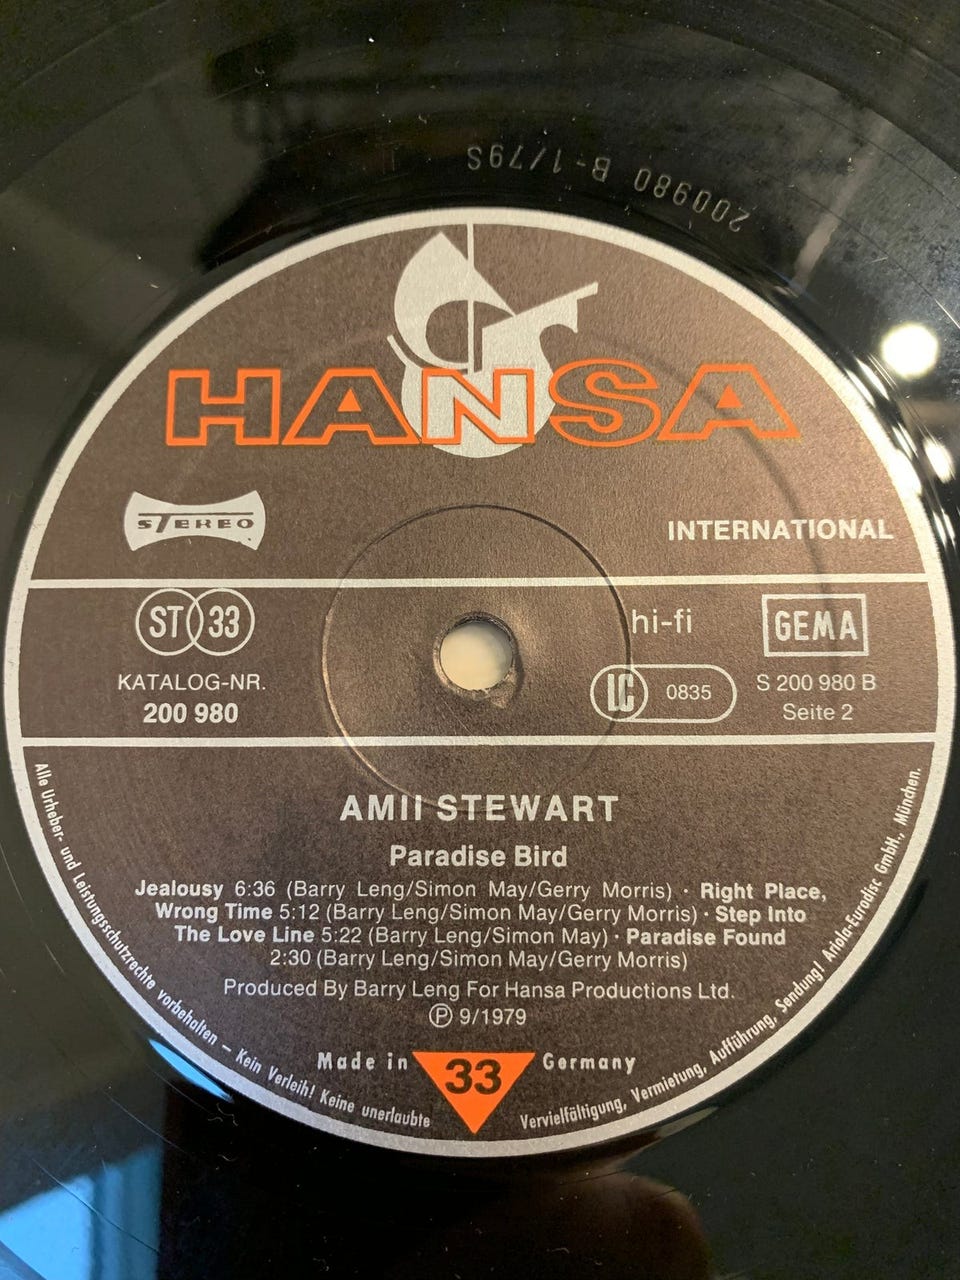 200980 B-1/79S
HANSA
STEREO
INTERNATIONAL
ST 33
hi-fi
GEMA
KATALOG-NR.
200 980
LC 0835
S 200 980 B
Seite 2
AMII STEWART
Paradise Bird
Jealousy 6:36 (Barry Leng/Simon May/Gerry Morris) · Right Place,
Wrong Time 5:12 (Barry Leng/Simon May/Gerry Morris) · Step Into
The Love Line 5:22 (Barry Leng/Simon May) · Paradise Found
2:30 (Barry Leng/Simon May/Gerry Morris)
Produced By Barry Leng For Hansa Productions Ltd.
℗ 9/1979
Made in 33 Germany
Alle Urheber- und Leistungsschutzrechte vorbehalten – Kein Verleih! Keine unerlaubte Vervielfältigung, Vermietung, Aufführung, Sendung! Ariola-Eurodisc GmbH., München.